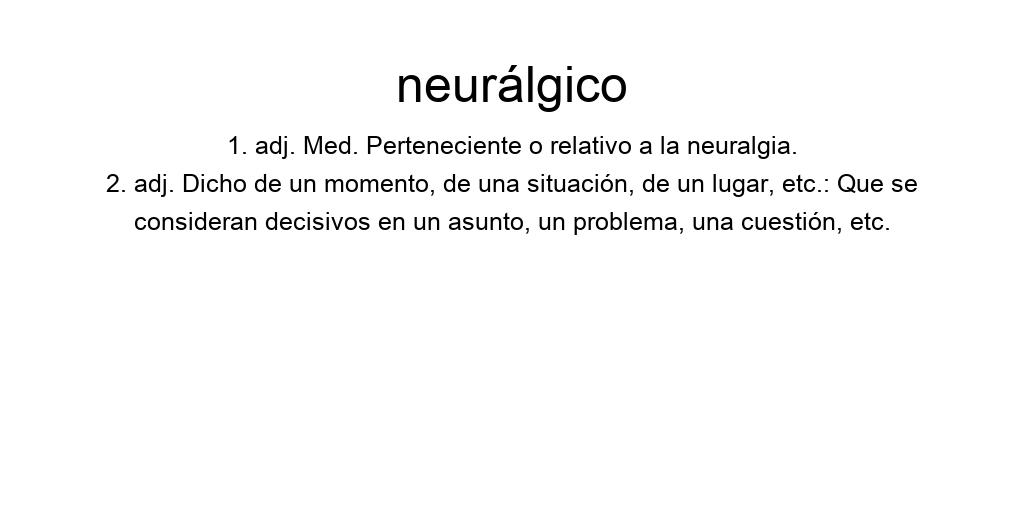 neurálgico
1. adj. Med. Perteneciente o relativo a la neuralgia.
2. adj. Dicho de un momento, de una situación, de un lugar, etc.: Que se
consideran decisivos en un asunto, un problema, una cuestión, etc.